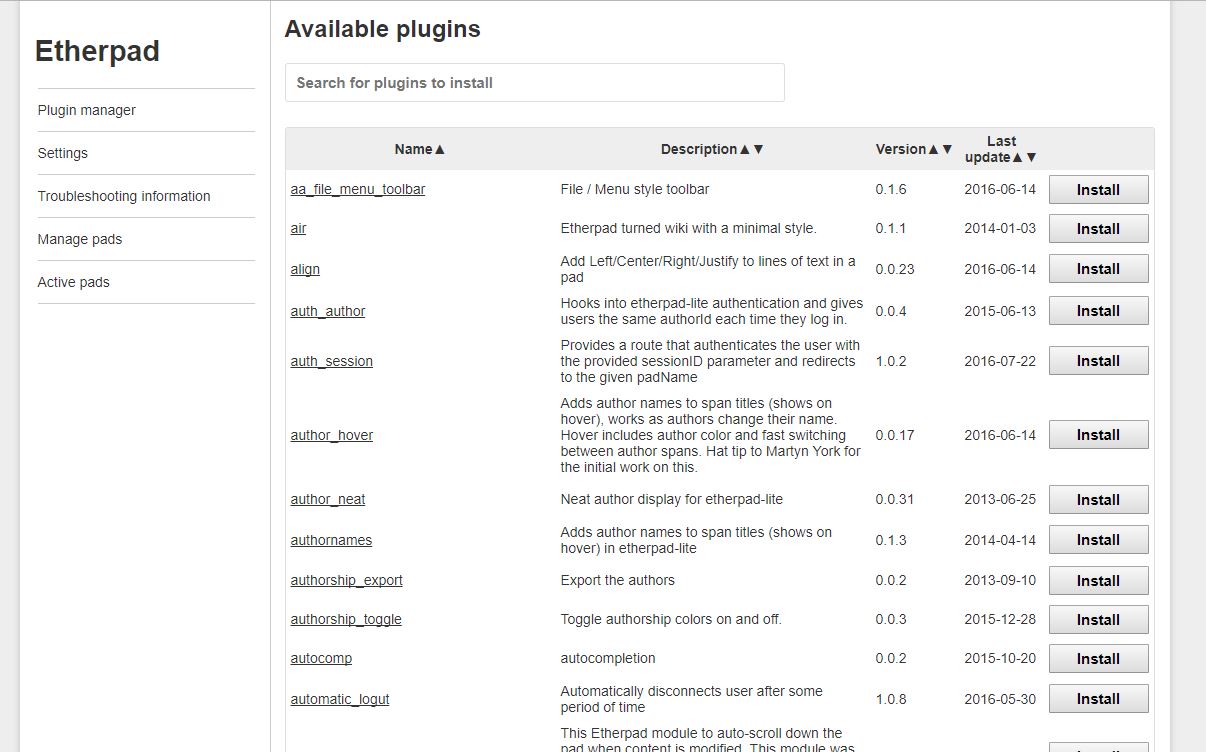 Etherpad
Plugin manager
Settings
Troubleshooting information
Manage pads
Active pads
Available plugins
Search for plugins to install
Name▲ Description▲▼ Version▲▼ Last
update▲▼
aa_file_menu_toolbar File / Menu style toolbar 0.1.6 2016-06-14 Install
air Etherpad turned wiki with a minimal style. 0.1.1 2014-01-03 Install
align Add Left/Center/Right/Justify to lines of text in a
pad 0.0.23 2016-06-14 Install
auth_author Hooks into etherpad-lite authentication and gives
users the same authorId each time they log in. 0.0.4 2015-06-13 Install
auth_session Provides a route that authenticates the user with
the provided sessionID parameter and redirects
to the given padName 1.0.2 2016-07-22 Install
author_hover Adds author names to span titles (shows on
hover), works as authors change their name.
Hover includes author color and fast switching
between author spans. Hat tip to Martyn York for
the initial work on this. 0.0.17 2016-06-14 Install
author_neat Neat author display for etherpad-lite 0.0.31 2013-06-25 Install
authornames Adds author names to span titles (shows on
hover) in etherpad-lite 0.1.3 2014-04-14 Install
authorship_export Export the authors 0.0.2 2013-09-10 Install
authorship_toggle Toggle authorship colors on and off. 0.0.3 2015-12-28 Install
autocomp autocompletion 0.0.2 2015-10-20 Install
automatic_logut Automatically disconnects user after some
period of time 1.0.8 2016-05-30 Install
This Etherpad module to auto-scroll down the
pad when content is modified. This module was